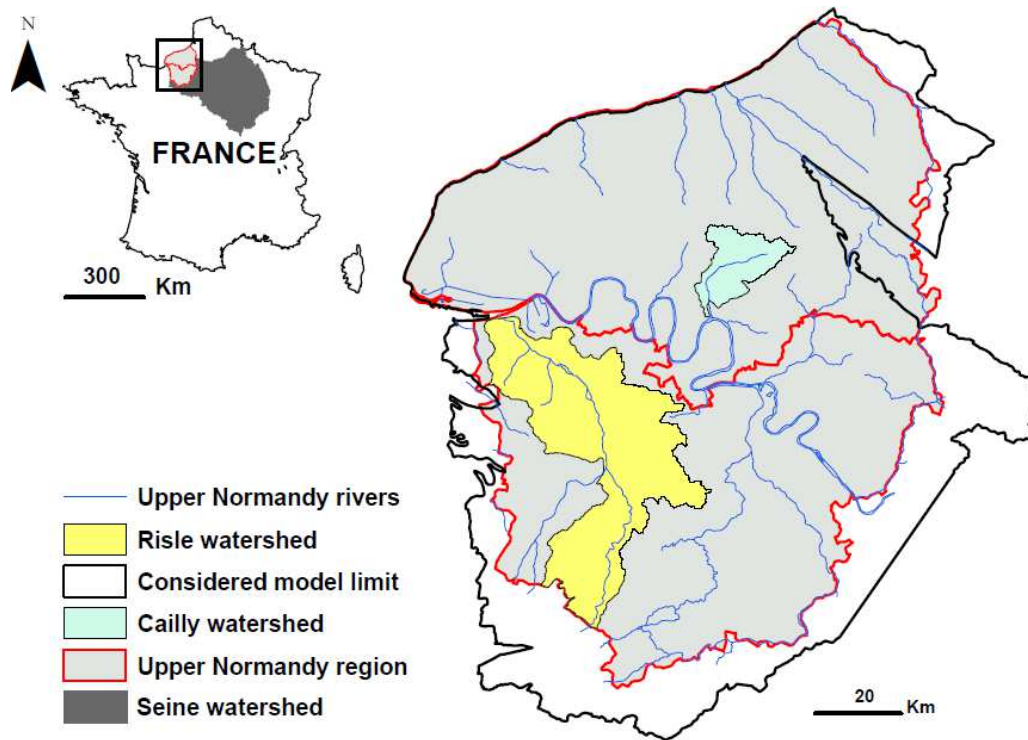 N
FRANCE
300
Km
Upper Normandy rivers
Risle watershed
Considered model limit
Cailly watershed
Upper Normandy region
Seine watershed
20
Km